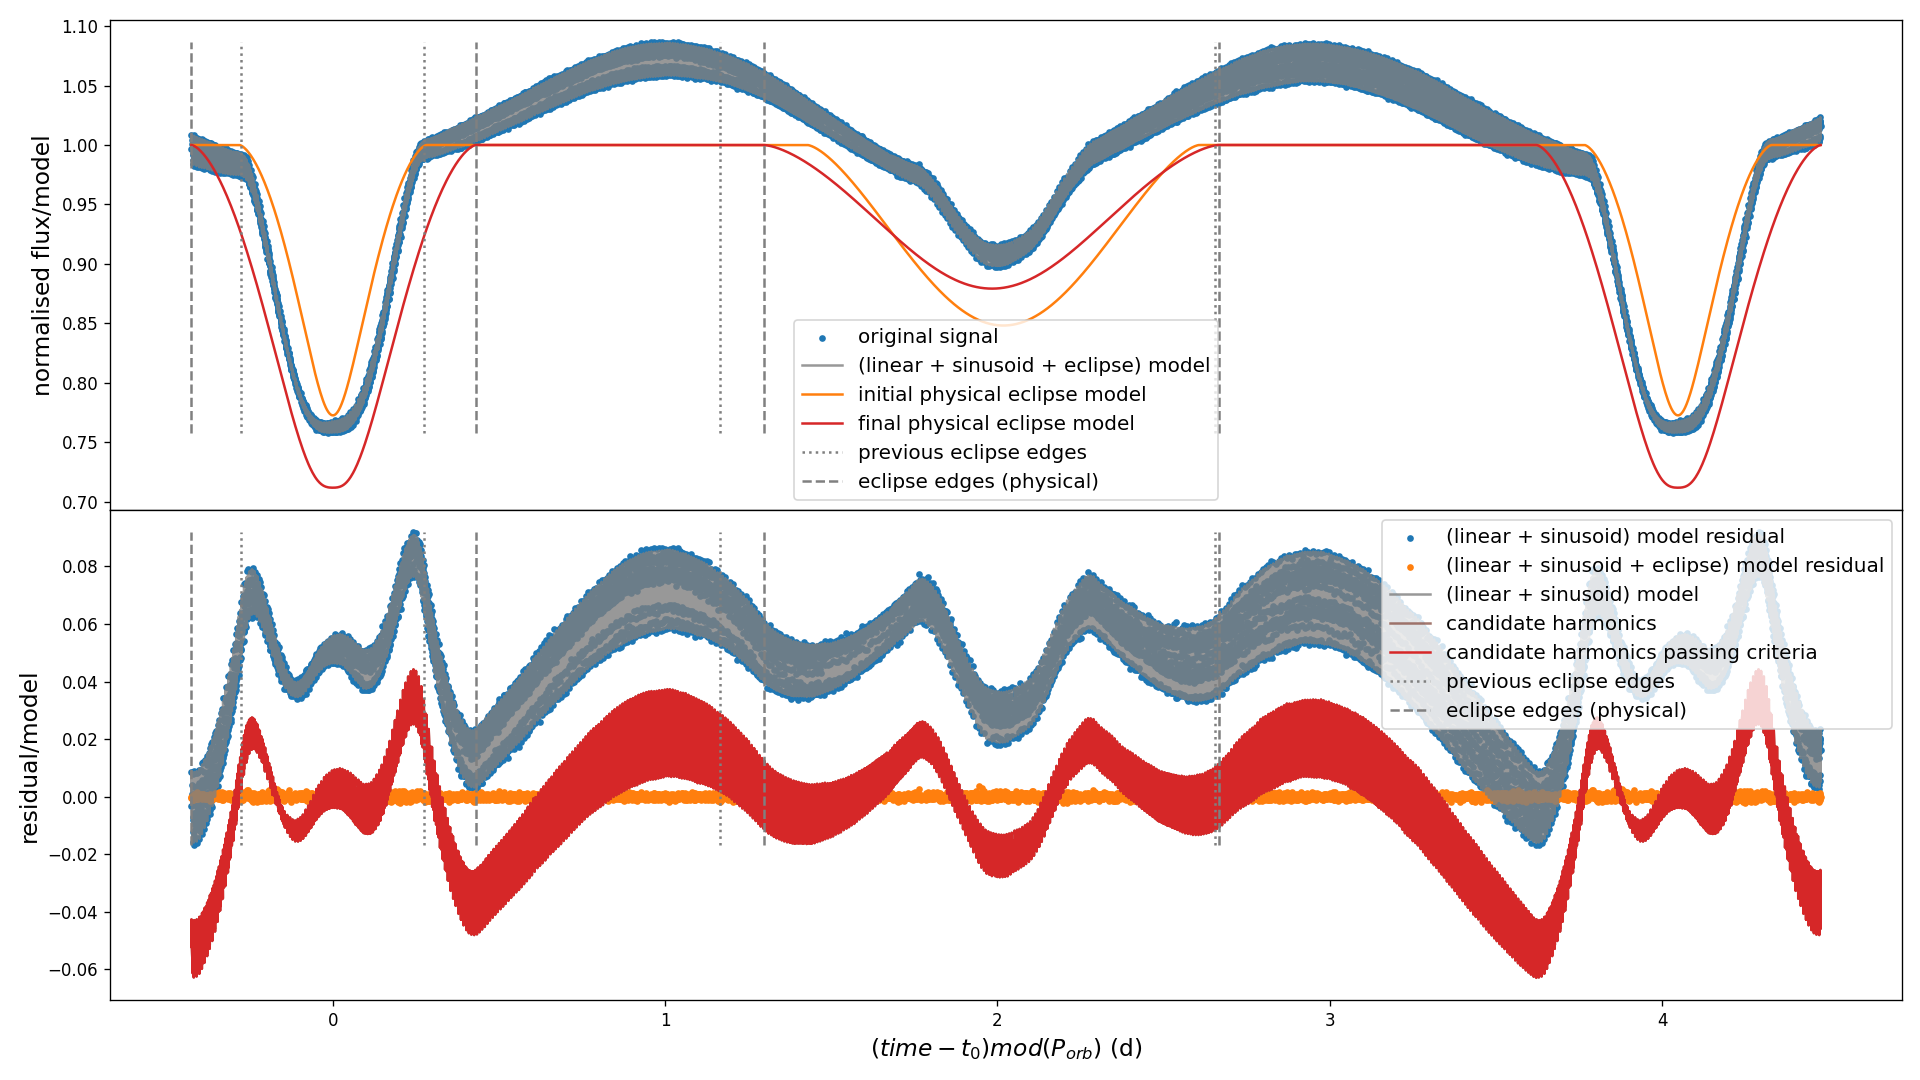 normalised flux/model
1.10
1.05
1.00
0.95
0.90
0.85
0.80
0.75
0.70
original signal
(linear + sinusoid + eclipse) model
initial physical eclipse model
final physical eclipse model
previous eclipse edges
eclipse edges (physical)
residual/model
0.08
0.06
0.04
0.02
0.00
−0.02
−0.04
−0.06
(linear + sinusoid) model residual
(linear + sinusoid + eclipse) model residual
(linear + sinusoid) model
candidate harmonics
candidate harmonics passing criteria
previous eclipse edges
eclipse edges (physical)
0 1 2 3 4
(time − t₀)mod(P_orb) (d)